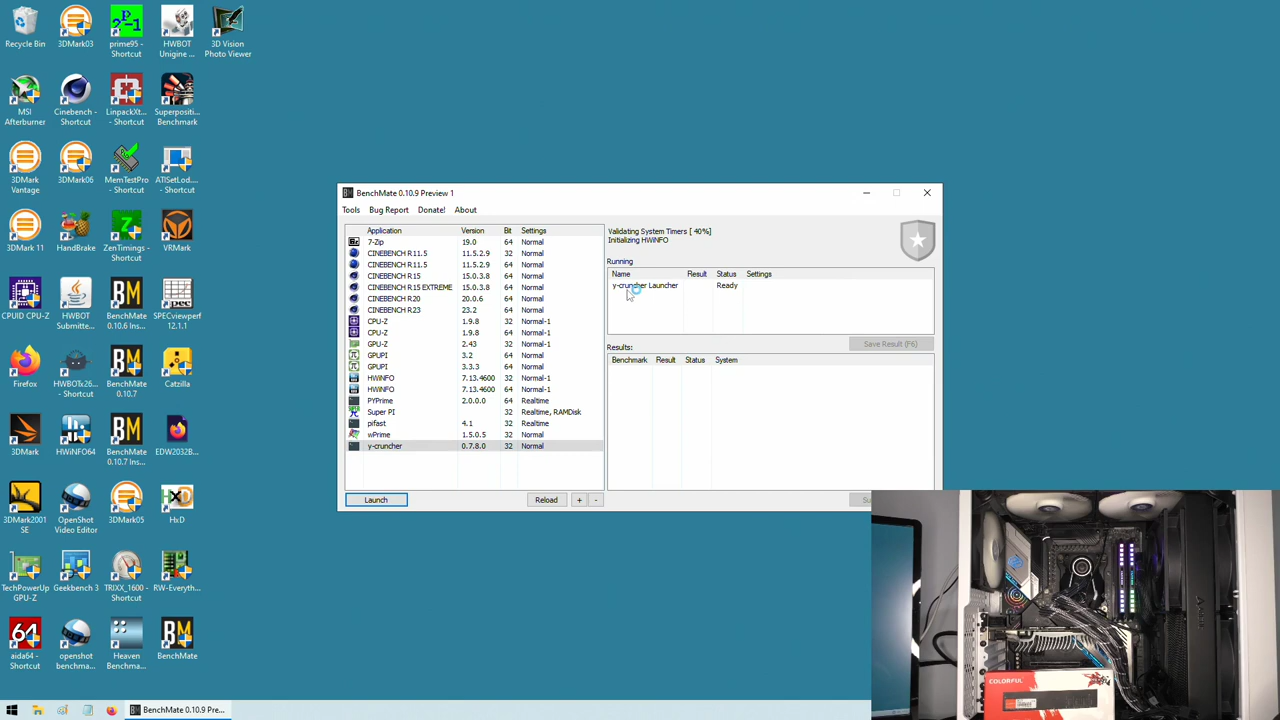 Recycle Bin
3DMark03
prime95 - Shortcut
HWBOT Unigine ...
3D Vision Photo Viewer
MSI Afterburner
Cinebench - Shortcut
LinpackXt... - Shortcut
Superpositi... Benchmark
3DMark Vantage
3DMark06
MemTestPro - Shortcut
ATISetLod.... - Shortcut
3DMark 11
HandBrake
ZenTimings - Shortcut
VRMark
CPUID CPU-Z
HWBOT Submitte...
BenchMate 0.10.6 Ins...
SPECviewperf 12.1.1
Firefox
HWBOTx26... - Shortcut
BenchMate 0.10.7
Catzilla
3DMark
HWiNFO64
BenchMate 0.10.7 Ins...
EDW2032B...
3DMark2001 SE
OpenShot Video Editor
3DMark05
HxD
TechPowerUp GPU-Z
Geekbench 3
TRIXX_1600 - Shortcut
RW-Everyth...
aida64 - Shortcut
openshot benchma...
Heaven Benchma...
BenchMate
BenchMate 0.10.9 Preview 1
Tools Bug Report Donate! About
Application Version Bit Settings
7-Zip 19.0 64 Normal
CINEBENCH R11.5 11.5.2.9 32 Normal
CINEBENCH R11.5 11.5.2.9 64 Normal
CINEBENCH R15 15.0.3.8 64 Normal
CINEBENCH R15 EXTREME 15.0.3.8 64 Normal
CINEBENCH R20 20.0.6 64 Normal
CINEBENCH R23 23.2 64 Normal
CPU-Z 1.9.8 32 Normal-1
CPU-Z 1.9.8 64 Normal-1
GPU-Z 2.43 32 Normal-1
GPUPI 3.2 64 Normal
GPUPI 3.3.3 64 Normal
HWiNFO 7.13.4600 32 Normal-1
HWiNFO 7.13.4600 64 Normal-1
PYPrime 2.0.0.0 64 Realtime
Super PI 32 Realtime, RAMDisk
pifast 4.1 32 Realtime
wPrime 1.5.0.5 32 Normal
y-cruncher 0.7.8.0 32 Normal
Launch Reload + -
Validating System Timers [ 40%]
Initializing HWiNFO
Running
Name Result Status Settings
y-cruncher Launcher Ready
Save Result (F6)
Results:
Benchmark Result Status System
Su
BenchMate 0.10.9 Pre...
COLORFUL